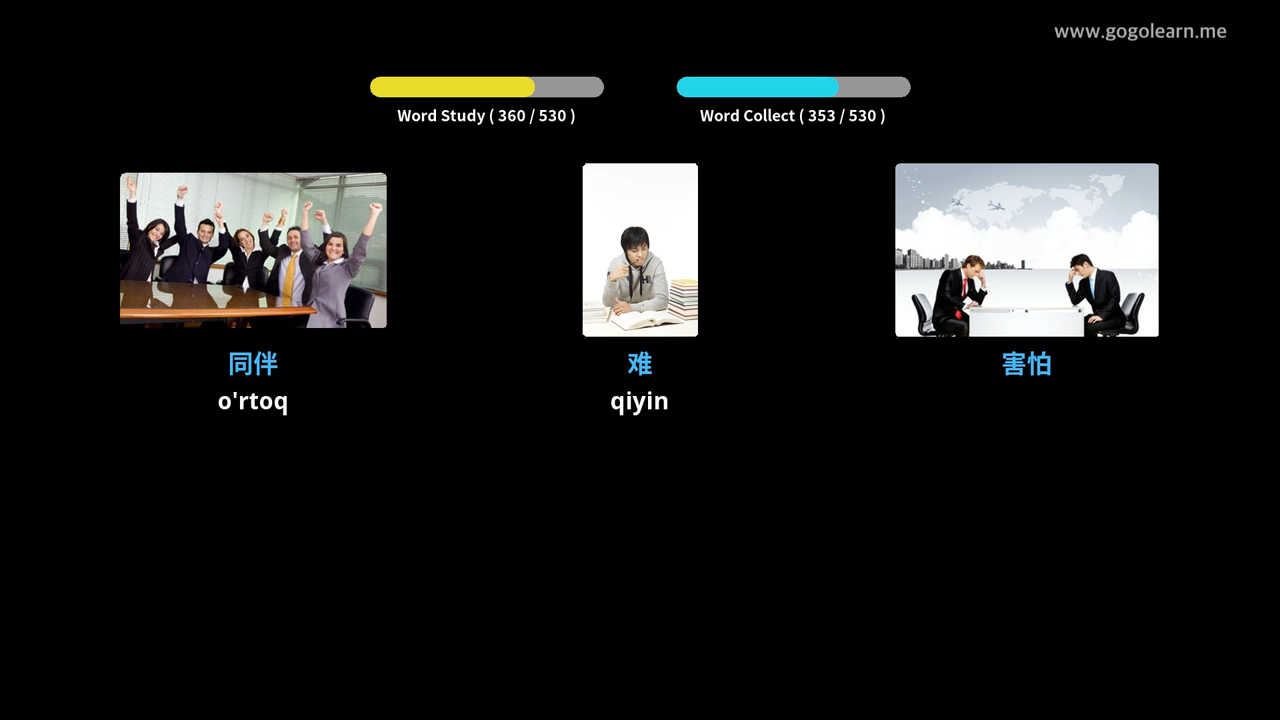 www.gogolearn.me
Word Study ( 360 / 530 )
Word Collect ( 353 / 530 )
同伴
难
害怕
o'rtoq
qiyin